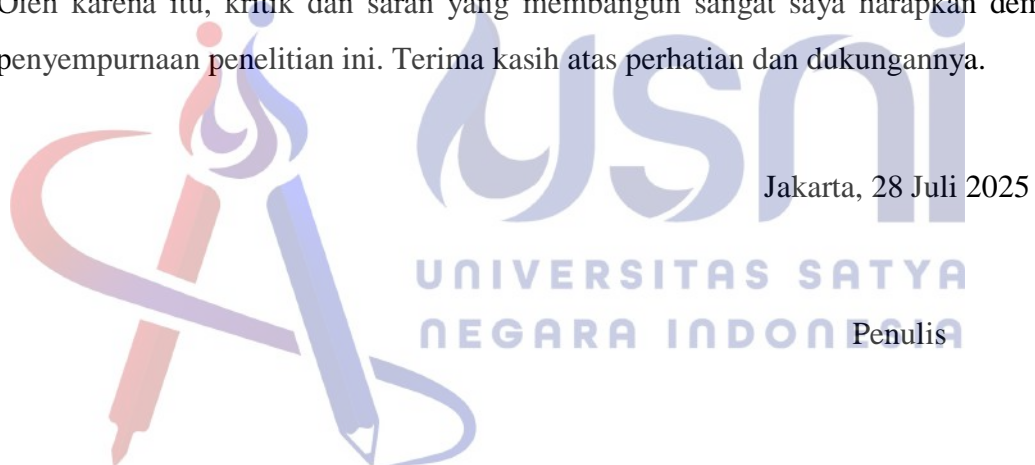 Oleh karena itu, kritik dan saran yang membangun sangat saya harapkan
penyempurnaan penelitian ini. Terima kasih atas perhatian dan dukungannya.
usni
Jakarta, 28 Juli 2025
UNIVERSITAS SATYA
NEGARA INDONESIA
Penulis